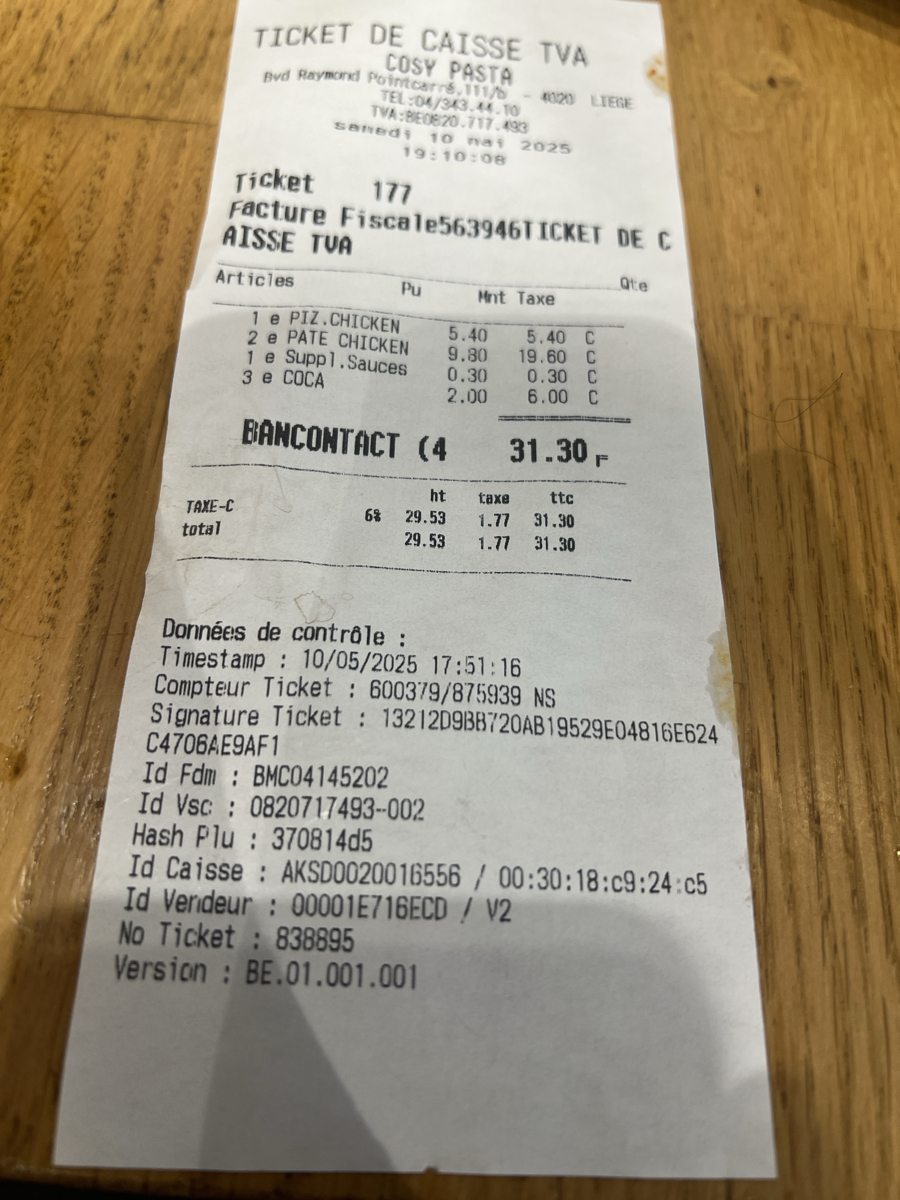 TICKET DE CAISSE TVA
COSY PASTA
Bvd Raymond Pointcarré,111/b - 4020 LIEGE
TEL:04/343.44.10
TVA:BE0820.717.493
samedi 10 mai 2025
19:10:08
Ticket 177
Facture Fiscale563946TICKET DE C
AISSE TVA
Articles Pu Mnt Taxe Qte
1 e PIZ.CHICKEN 5.40 5.40 C
2 e PATE CHICKEN 9.80 19.60 C
1 e Suppl.Sauces 0.30 0.30 C
3 e COCA 2.00 6.00 C
BANCONTACT (4 31.30 F
ht taxe ttc
TAXE-C 6% 29.53 1.77 31.30
total 29.53 1.77 31.30
Données de contrôle :
Timestamp : 10/05/2025 17:51:16
Compteur Ticket : 600379/875939 NS
Signature Ticket : 13212D9BB720AB19529E04816E624
C4706AE9AF1
Id Fdm : BMC04145202
Id Vsc : 0820717493-002
Hash Plu : 370814d5
Id Caisse : AKSD0020016556 / 00:30:18:c9:24:c5
Id Vendeur : 00001E716ECD / V2
No Ticket : 838895
Version : BE.01.001.001